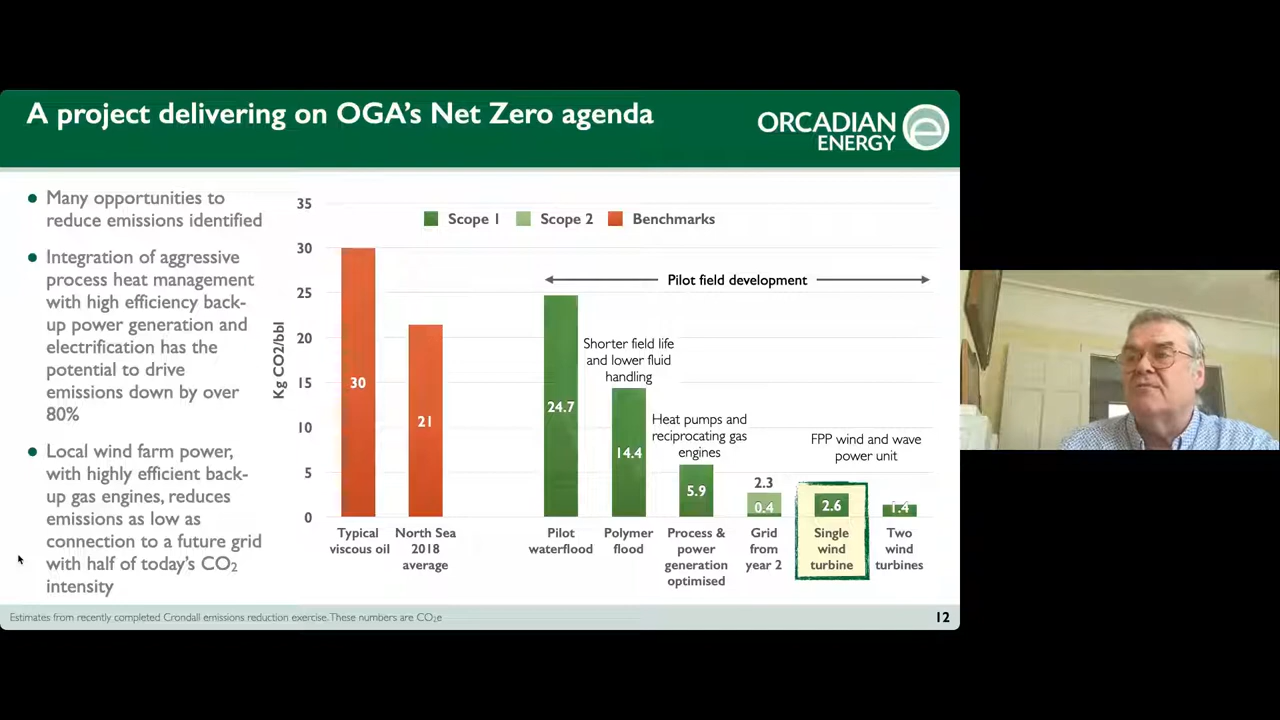 A project delivering on OGA's Net Zero agenda
ORCADIAN
ENERGY
Many opportunities to
reduce emissions identified
Integration of aggressive
process heat management
with high efficiency back-
up power generation and
electrification has the
potential to drive
emissions down by over
80%
Local wind farm power,
with highly efficient back-
up gas engines, reduces
emissions as low as
connection to a future grid
with half of today's CO₂
intensity
Kg CO2/bbl
35
30
25
20
15
10
5
0
Scope 1
Scope 2
Benchmarks
Pilot field development
Shorter field life
and lower fluid
handling
Heat pumps and
reciprocating gas
engines
FPP wind and wave
power unit
30
21
24.7
14.4
5.9
2.3
0.4
2.6
1.4
Typical
viscous oil
North Sea
2018
average
Pilot
waterflood
Polymer
flood
Process &
power
generation
optimised
Grid
from
year 2
Single
wind
turbine
Two
wind
turbines
Estimates from recently completed Crondall emissions reduction exercise. These numbers are CO₂e
12